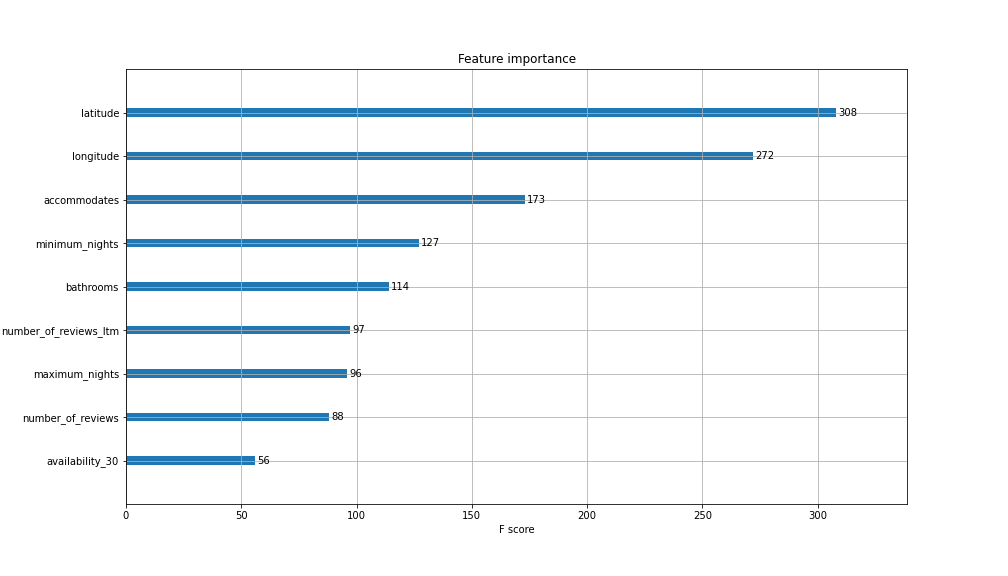 Feature importance
latitude 308
longitude 272
accommodates 173
minimum_nights 127
bathrooms 114
number_of_reviews_ltm 97
maximum_nights 96
number_of_reviews 88
availability_30 56
0 50 100 150 200 250 300
F score